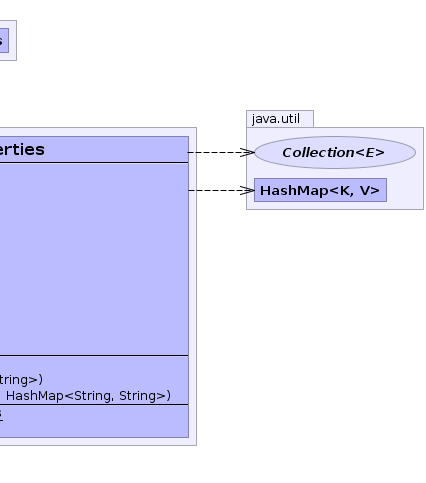 s
java.util
erties
Collection<E>
HashMap<K, V>
tring>)
HashMap<String, String>)
s